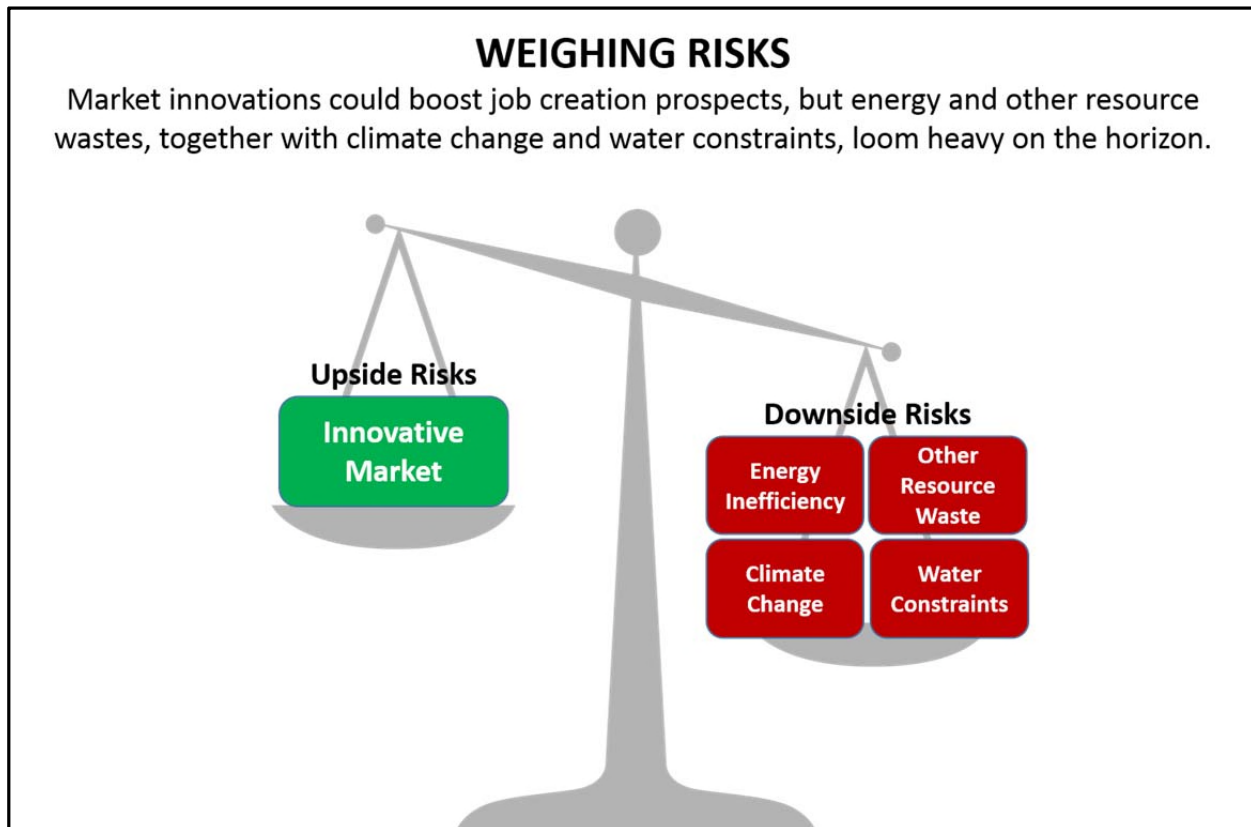 WEIGHING RISKS
Market innovations could boost job creation prospects, but energy and other resource
wastes, together with climate change and water constraints, loom heavy on the horizon.
Upside Risks
Innovative
Market
Downside Risks
Energy
Inefficiency
Other
Resource
Waste
Climate
Change
Water
Constraints